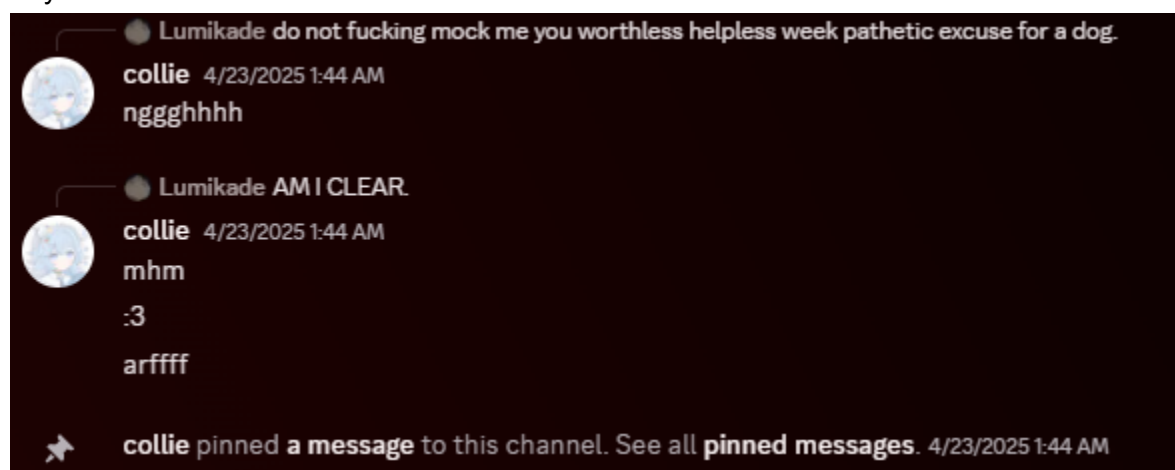 Lumikade do not fucking mock me you worthless helpless week pathetic excuse for a dog.
collie 4/23/2025 1:44 AM
nggghhhh
Lumikade AM I CLEAR.
collie 4/23/2025 1:44 AM
mhm
:3
arffff
collie pinned a message to this channel. See all pinned messages. 4/23/2025 1:44 AM